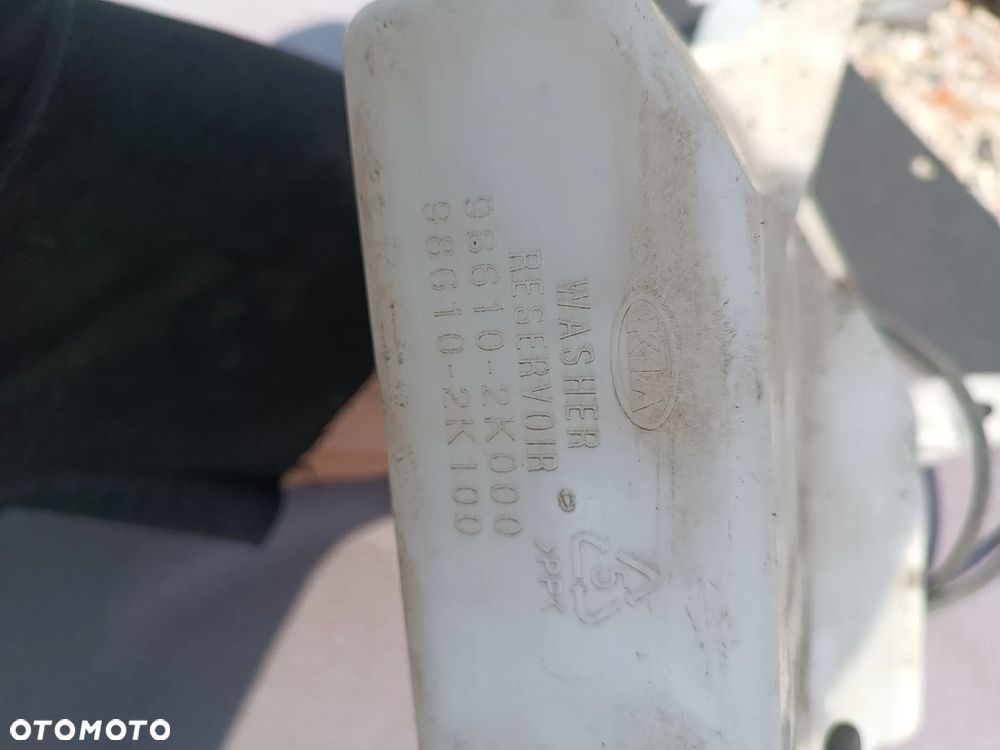 KIA
WASHER
RESERVOIR
98610-2K000
98610-2K100
5
>PP<
OTOMOTO